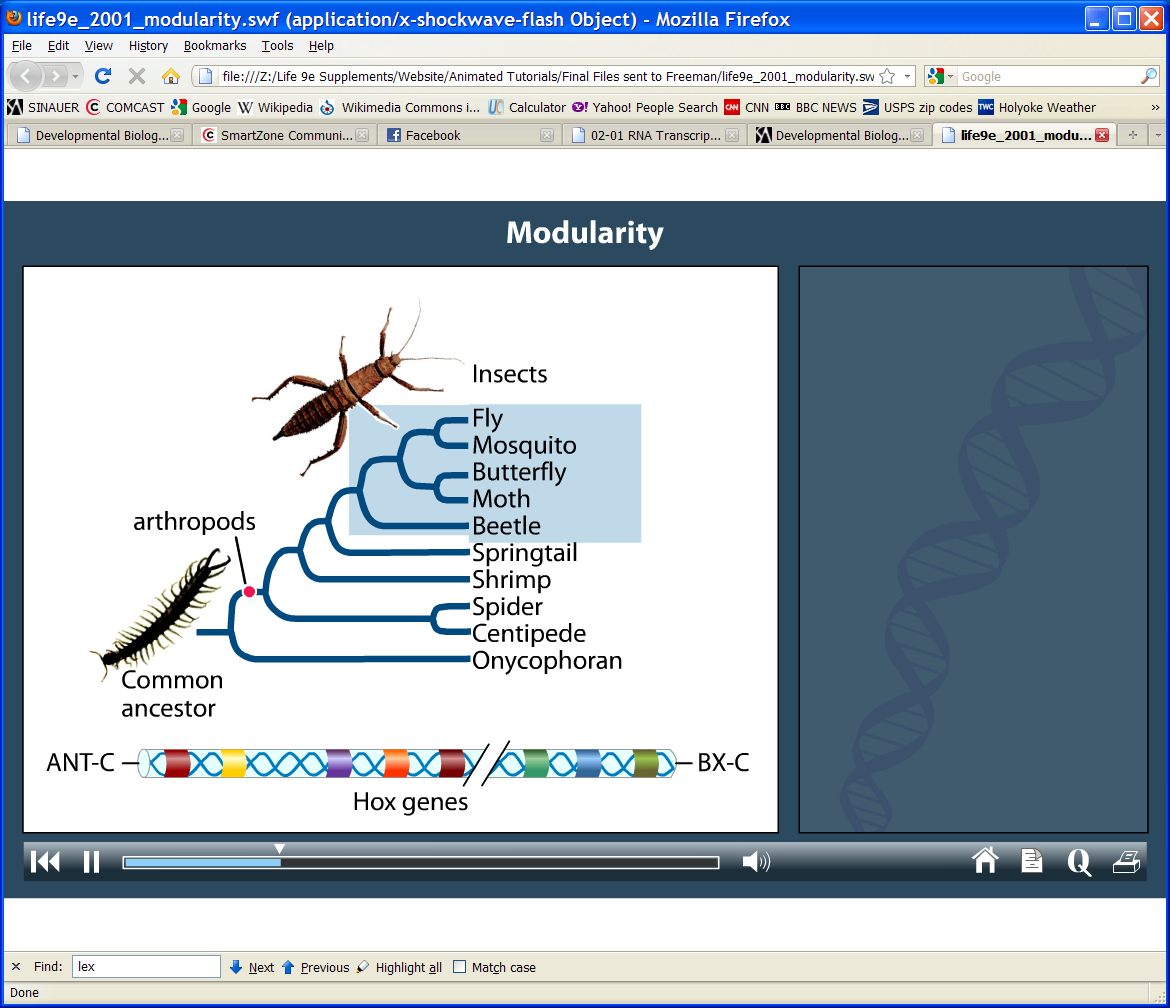 life9e_2001_modularity.swf (application/x-shockwave-flash Object) - Mozilla Firefox
File Edit View History Bookmarks Tools Help
file:///Z:/Life 9e Supplements/Website/Animated Tutorials/Final Files sent to Freeman/life9e_2001_modularity.sw Google
SINAUER COMCAST Google W Wikipedia Wikimedia Commons i... UC Calculator Y! Yahoo! People Search CNN CNN BBC BBC NEWS USPS zip codes TWC Holyoke Weather »
Developmental Biolog... SmartZone Communi... Facebook 02-01 RNA Transcrip... Developmental Biolog... life9e_2001_modu...
Modularity
Insects
Fly
Mosquito
Butterfly
Moth
Beetle
arthropods
Springtail
Shrimp
Spider
Centipede
Onycophoran
Common
ancestor
ANT-C
BX-C
Hox genes
Q
Find: lex Next Previous Highlight all Match case
Done